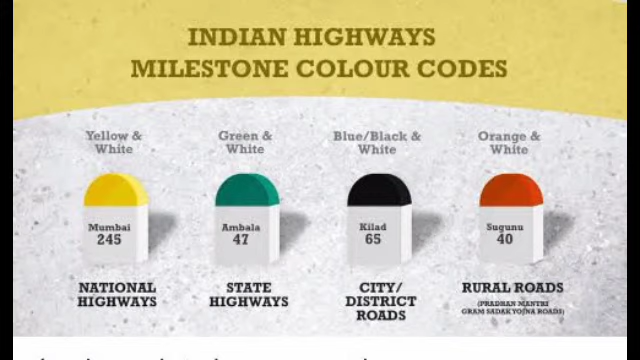 INDIAN HIGHWAYS
MILESTONE COLOUR CODES
Yellow &
White
Green &
White
Blue/Black &
White
Orange &
White
Mumbai
245
Ambala
47
Kilad
65
Sugunu
40
NATIONAL
HIGHWAYS
STATE
HIGHWAYS
CITY/
DISTRICT
ROADS
RURAL ROADS
(PRADHAN MANTRI
GRAM SADAK YOJNA ROADS)